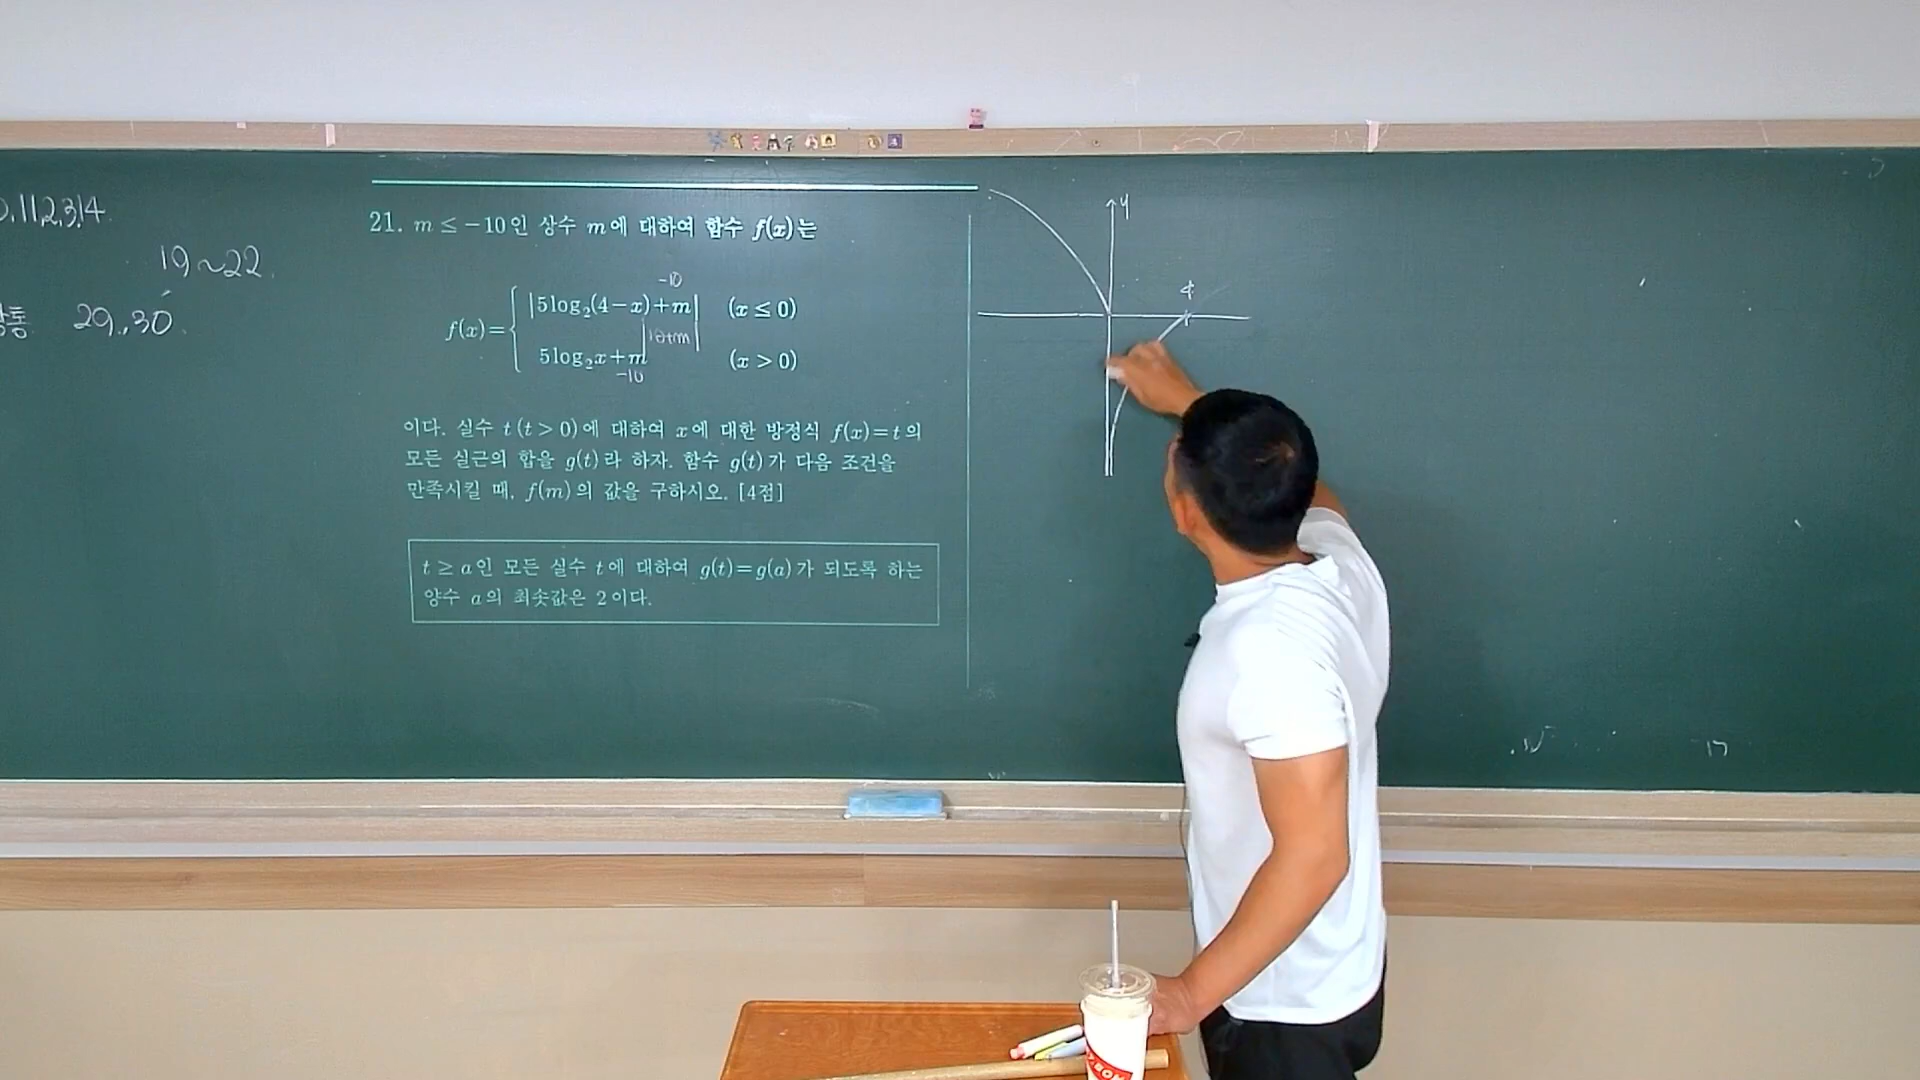 0.11,2,3,14
19~22
통 29.,30
21. m ≤ −10인 상수 m에 대하여 함수 f(x)는
−10
f(x)= { |5log₂(4−x)+m| (x ≤ 0)
|10+m|
5log₂x+m (x > 0)
−10
이다. 실수 t(t > 0)에 대하여 x에 대한 방정식 f(x)=t의
모든 실근의 합을 g(t)라 하자. 함수 g(t)가 다음 조건을
만족시킬 때, f(m)의 값을 구하시오. [4점]
t ≥ a인 모든 실수 t에 대하여 g(t)=g(a)가 되도록 하는
양수 a의 최솟값은 2이다.
y
4